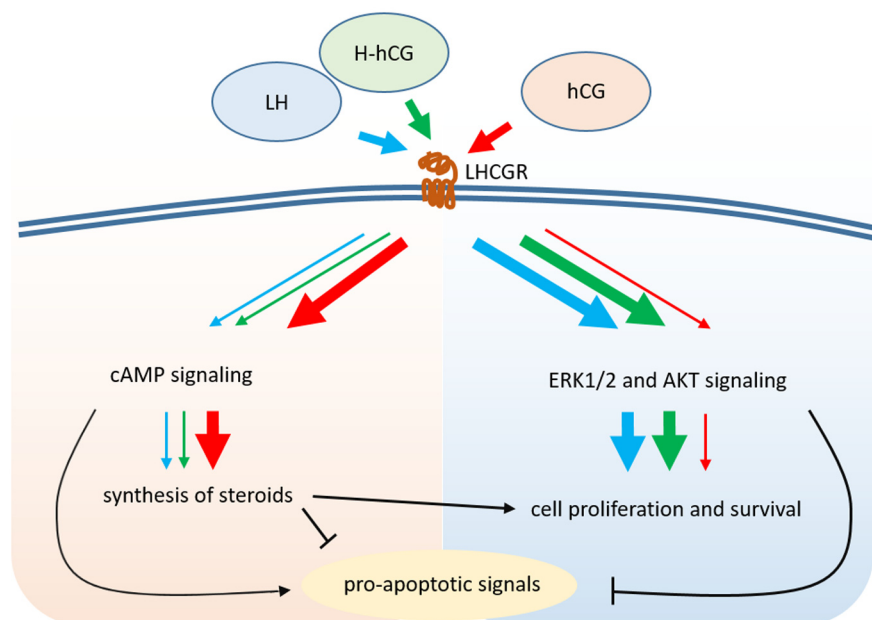 H-hCG
LH
hCG
LHCGR
cAMP signaling
ERK1/2 and AKT signaling
synthesis of steroids
cell proliferation and survival
pro-apoptotic signals